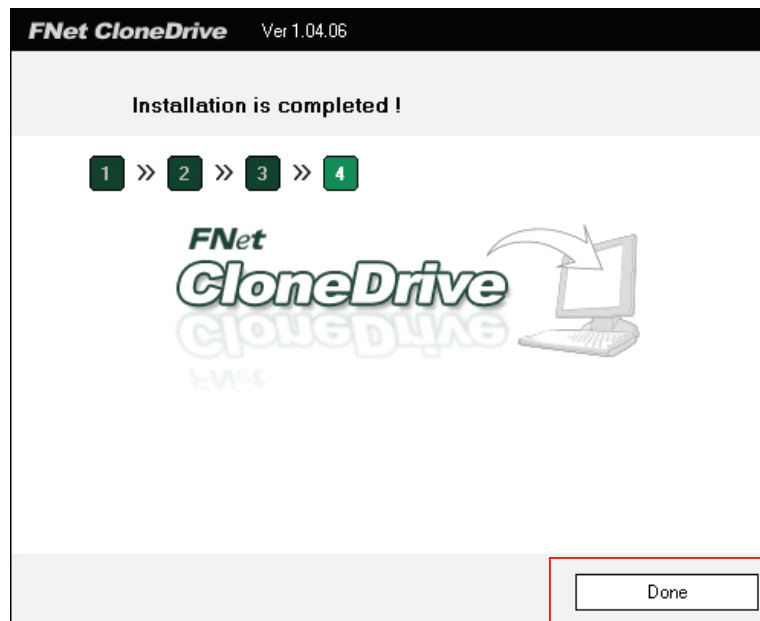 FNet CloneDrive Ver 1.04.06
Installation is completed !
1 » 2 » 3 » 4
FNet
CloneDrive
Done